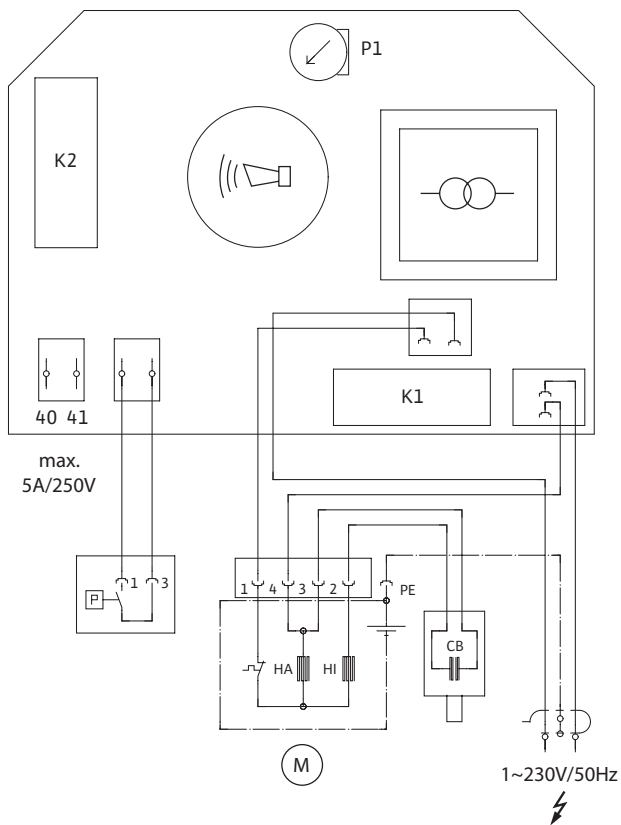 P1
K2
K1
40 41
max.
5A/250V
1 3
P
1 4 3 2 PE
HA HI
CB
M
1~230V/50Hz